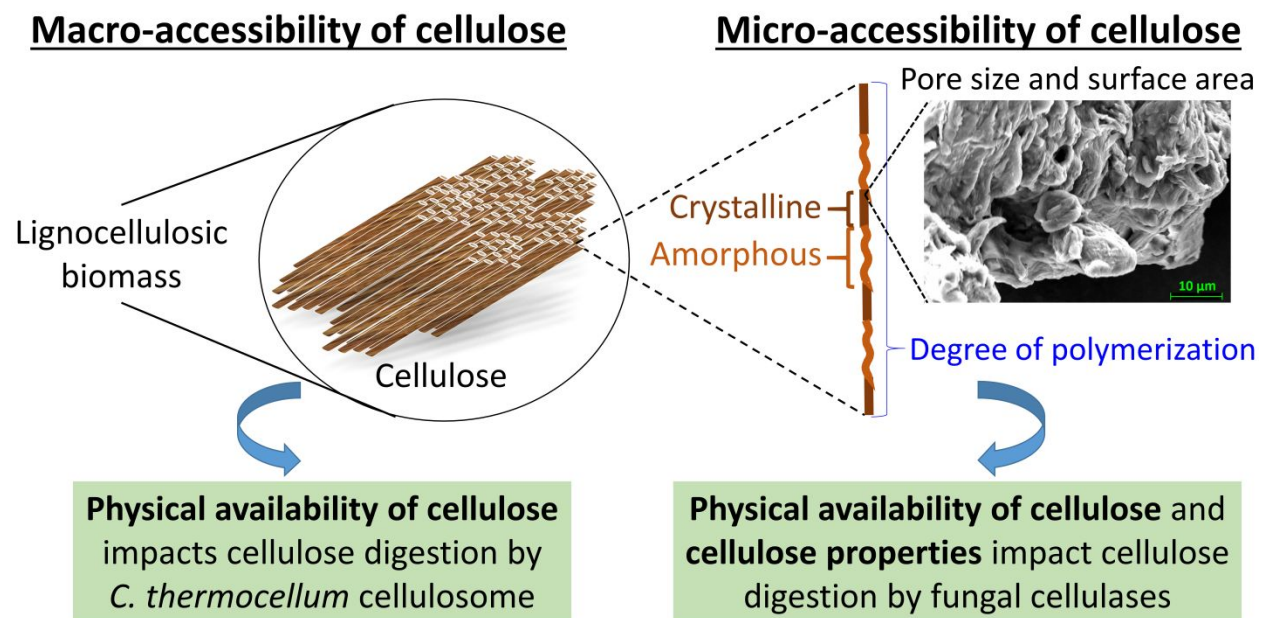 Macro-accessibility of cellulose
Lignocellulosic
biomass
Cellulose
Physical availability of cellulose
impacts cellulose digestion by
C. thermocellum cellulosome
Micro-accessibility of cellulose
Pore size and surface area
Crystalline
Amorphous
10 µm
Degree of polymerization
Physical availability of cellulose and
cellulose properties impact cellulose
digestion by fungal cellulases